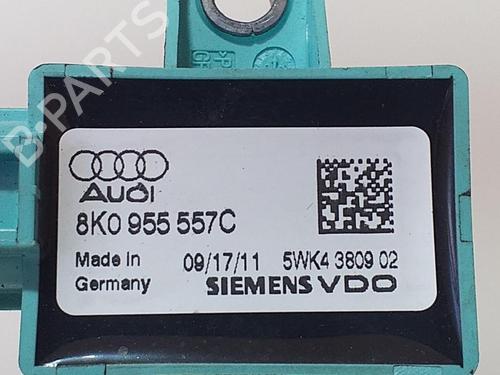 B-PARTS
Audi
8K0 955 557C
Made in
Germany
09/17/11
5WK4 3809 02
SIEMENS VDO